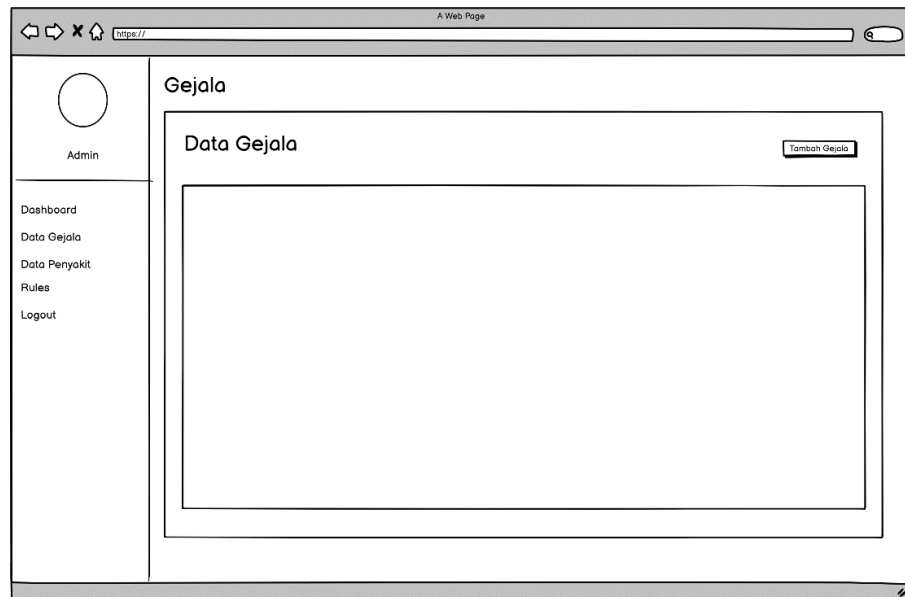 A Web Page
https://
Admin
Dashboard
Data Gejala
Data Penyakit
Rules
Logout
Gejala
Data Gejala
Tambah Gejala